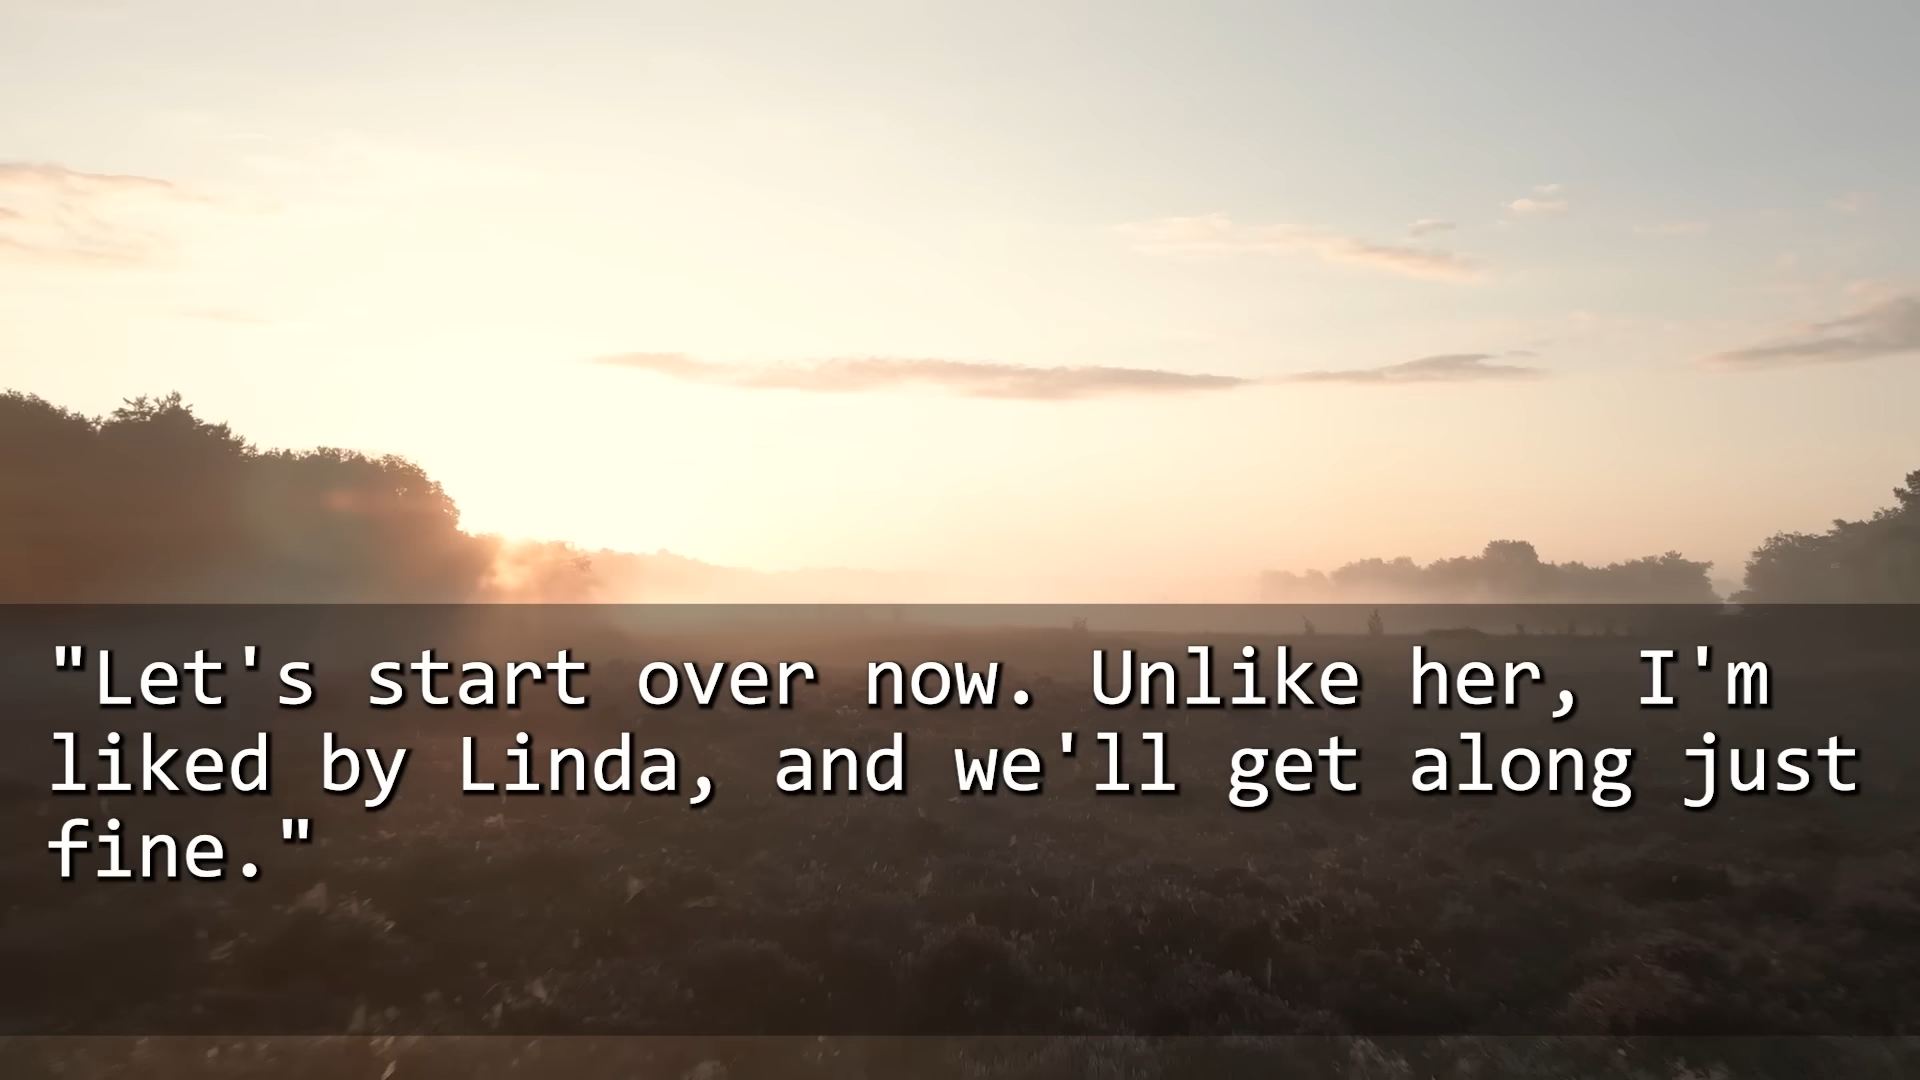 "Let's start over now. Unlike her, I'm
liked by Linda, and we'll get along just
fine."